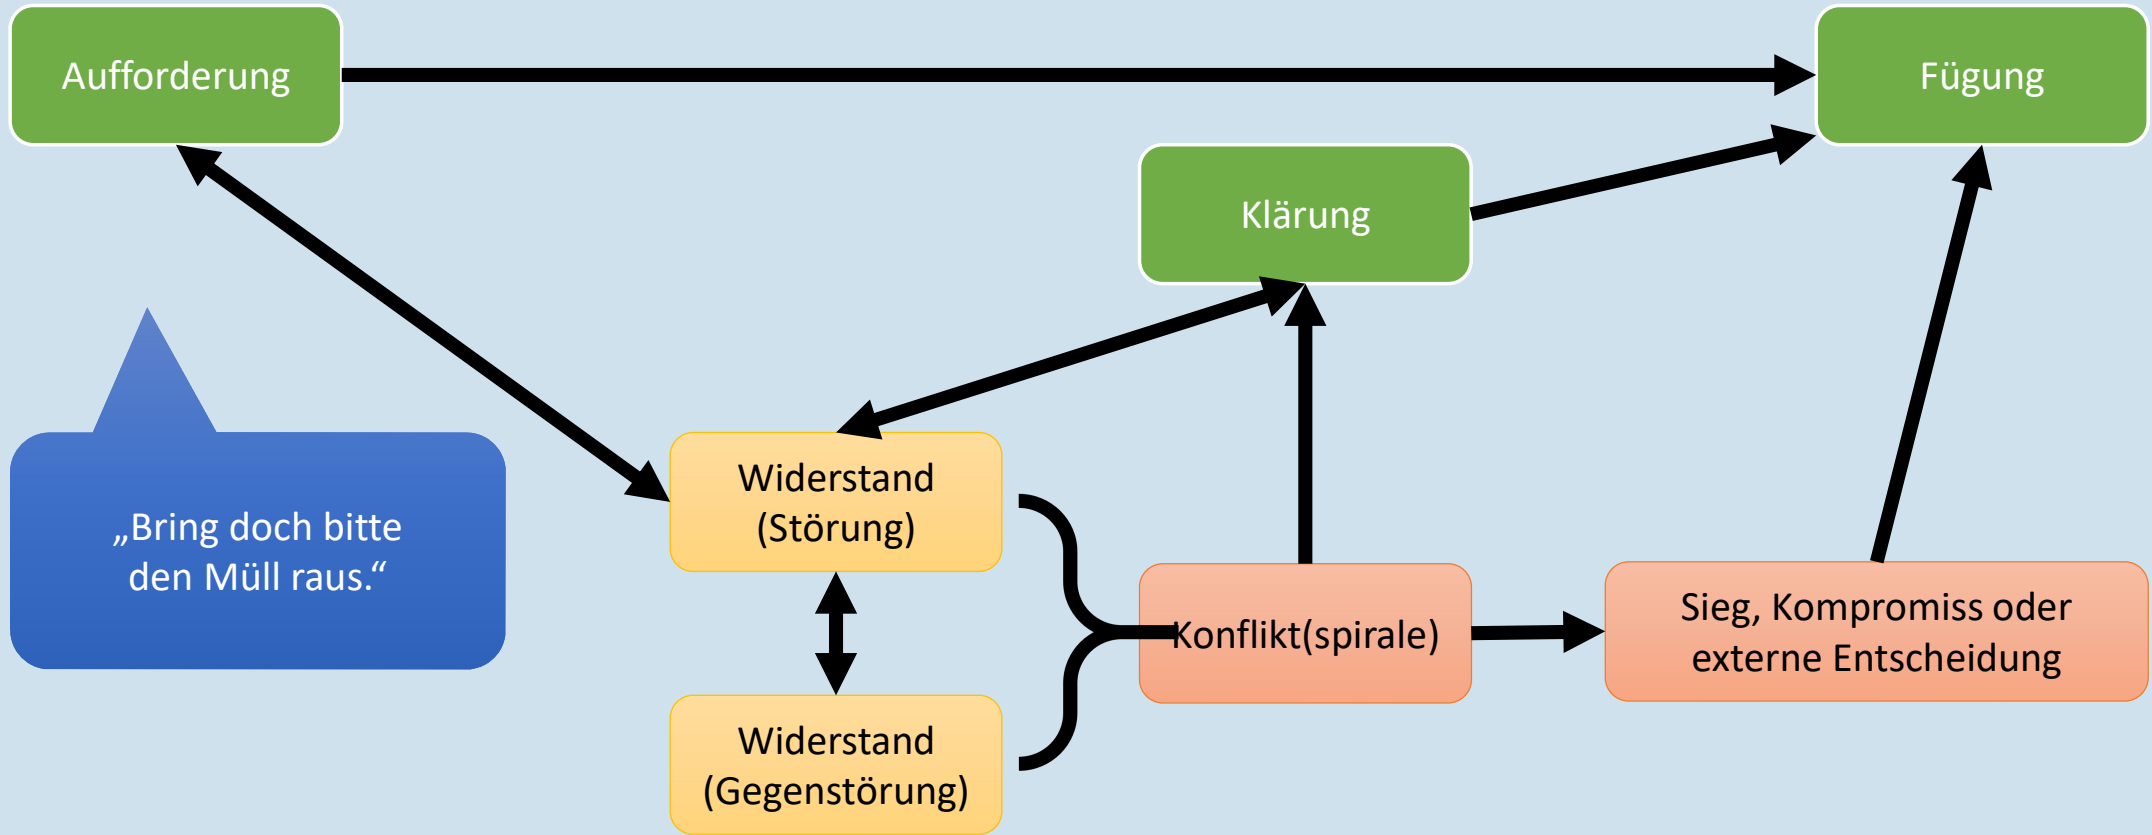 Aufforderung
Fügung
Klärung
„Bring doch bitte
den Müll raus.“
Widerstand
(Störung)
Widerstand
(Gegenstörung)
Konflikt(spirale)
Sieg, Kompromiss oder
externe Entscheidung